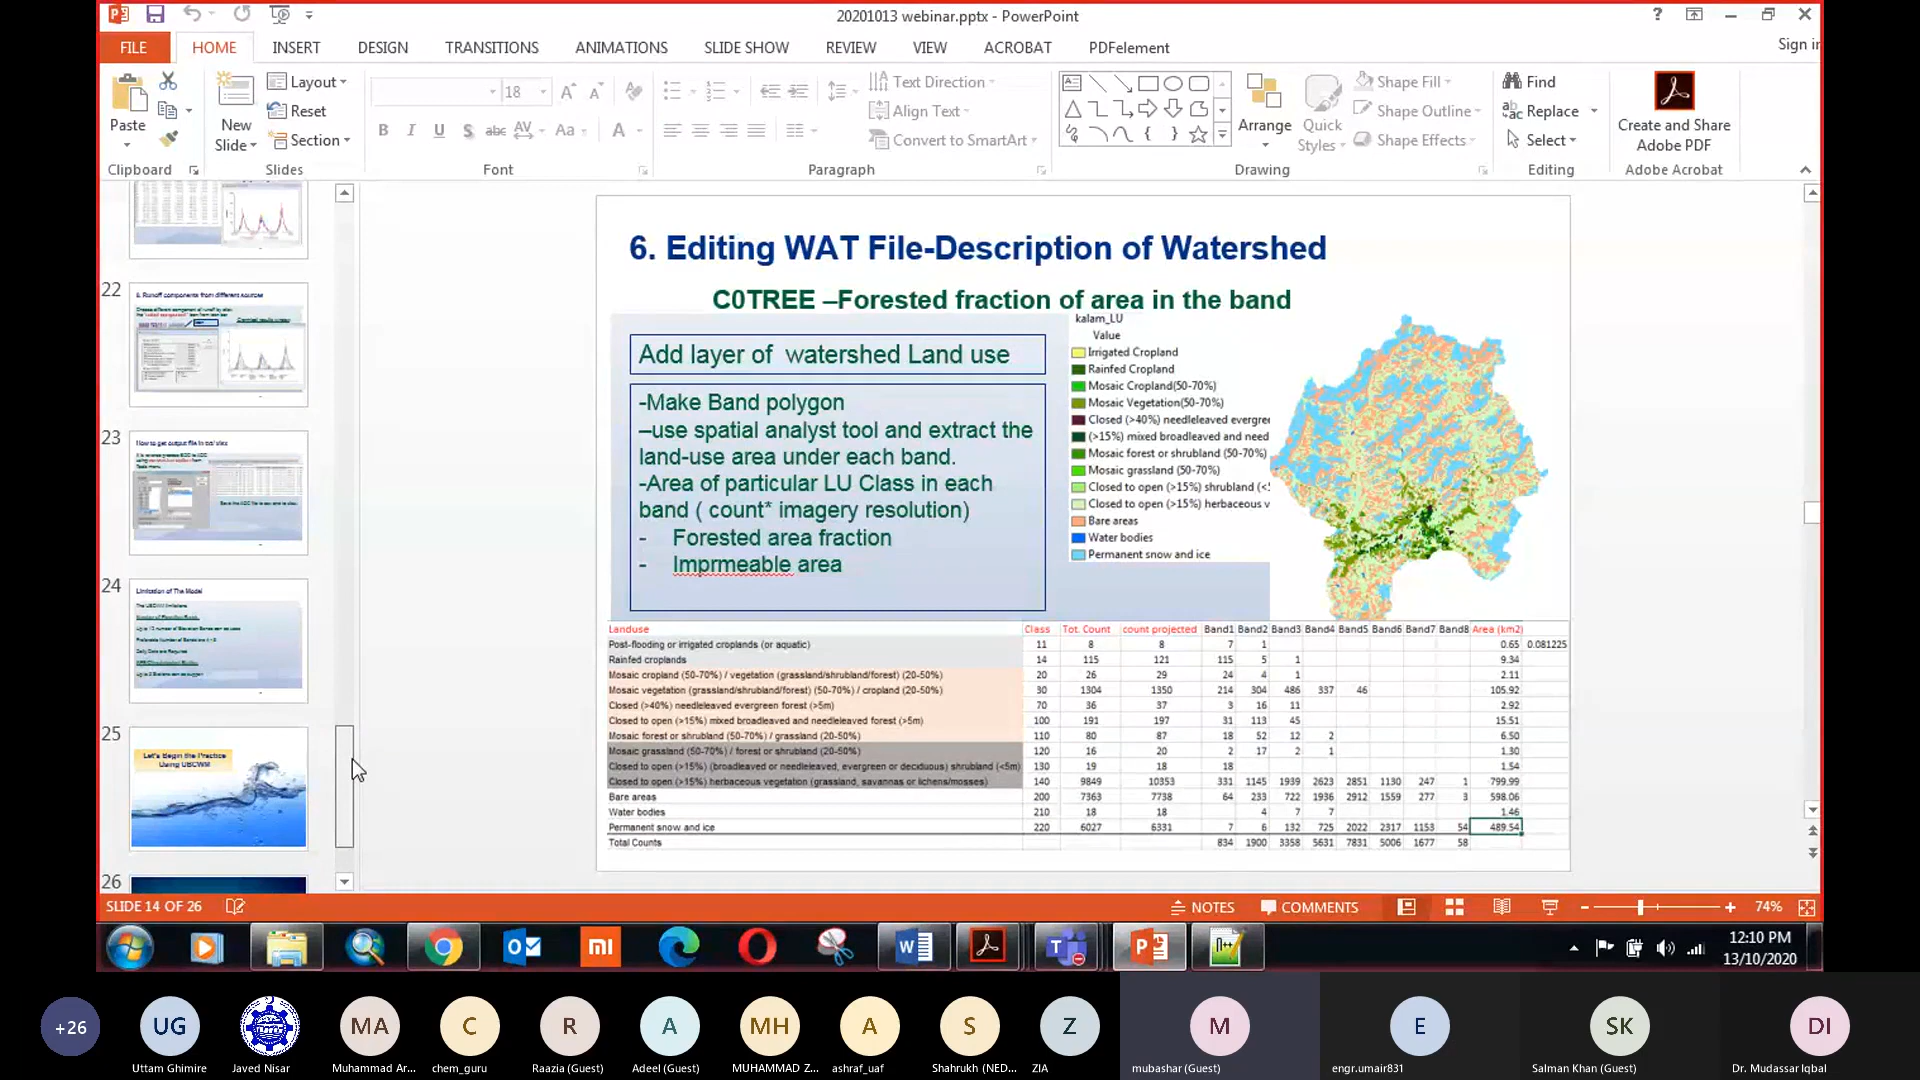 20201013 webinar.pptx - PowerPoint
Sign in
FILE HOME INSERT DESIGN TRANSITIONS ANIMATIONS SLIDE SHOW REVIEW VIEW ACROBAT PDFelement
Paste
New
Slide
Layout
Reset
Section
18
Text Direction
Align Text
Convert to SmartArt
Arrange
Quick
Styles
Shape Fill
Shape Outline
Shape Effects
Find
Replace
Select
Create and Share
Adobe PDF
Clipboard Slides Font Paragraph Drawing Editing Adobe Acrobat
22
23
How to get output file in txt/ xlsx
24
Limitation of The Model
25
Let's Begin the Practice
Using UBCWM
26
6. Editing WAT File-Description of Watershed
C0TREE –Forested fraction of area in the band
Add layer of watershed Land use
-Make Band polygon
–use spatial analyst tool and extract the
land-use area under each band.
-Area of particular LU Class in each
band ( count* imagery resolution)
- Forested area fraction
- Imprmeable area
kalam_LU
Value
Irrigated Cropland
Rainfed Cropland
Mosaic Cropland(50-70%)
Mosaic Vegetation(50-70%)
Closed (>40%) needleleaved evergree
(>15%) mixed broadleaved and need
Mosaic forest or shrubland (50-70%)
Mosaic grassland (50-70%)
Closed to open (>15%) shrubland (<5
Closed to open (>15%) herbaceous v
Bare areas
Water bodies
Permanent snow and ice
Landuse Class Tot. Count count projected Band1 Band2 Band3 Band4 Band5 Band6 Band7 Band8 Area (km2)
Post-flooding or irrigated croplands (or aquatic) 11 8 8 7 1 0.65 0.081225
Rainfed croplands 14 115 121 115 5 1 9.34
Mosaic cropland (50-70%) / vegetation (grassland/shrubland/forest) (20-50%) 20 26 29 24 4 1 2.11
Mosaic vegetation (grassland/shrubland/forest) (50-70%) / cropland (20-50%) 30 1304 1350 214 304 486 337 46 105.92
Closed (>40%) needleleaved evergreen forest (>5m) 70 36 37 3 16 11 2.92
Closed to open (>15%) mixed broadleaved and needleleaved forest (>5m) 100 191 197 31 113 45 15.51
Mosaic forest or shrubland (50-70%) / grassland (20-50%) 110 80 87 18 52 12 2 6.50
Mosaic grassland (50-70%) / forest or shrubland (20-50%) 120 16 20 2 17 2 1 1.30
Closed to open (>15%) (broadleaved or needleleaved, evergreen or deciduous) shrubland (<5m) 130 19 18 18 1.54
Closed to open (>15%) herbaceous vegetation (grassland, savannas or lichens/mosses) 140 9849 10353 331 1145 1939 2623 2851 1130 247 1 799.99
Bare areas 200 7363 7738 64 233 722 1936 2912 1559 277 3 598.06
Water bodies 210 18 18 4 7 7 1.46
Permanent snow and ice 220 6027 6331 7 6 132 725 2022 2317 1153 54 489.54
Total Counts 834 1900 3358 5631 7831 5006 1677 58
SLIDE 14 OF 26 NOTES COMMENTS 74%
12:10 PM
13/10/2020
+26 UG MA C R A MH A S Z M E SK DI
Uttam Ghimire Javed Nisar Muhammad Ar... chem_guru Raazia (Guest) Adeel (Guest) MUHAMMAD Z... ashraf_uaf Shahrukh (NED... ZIA mubashar (Guest) engr.umair831 Salman Khan (Guest) Dr. Mudassar Iqbal